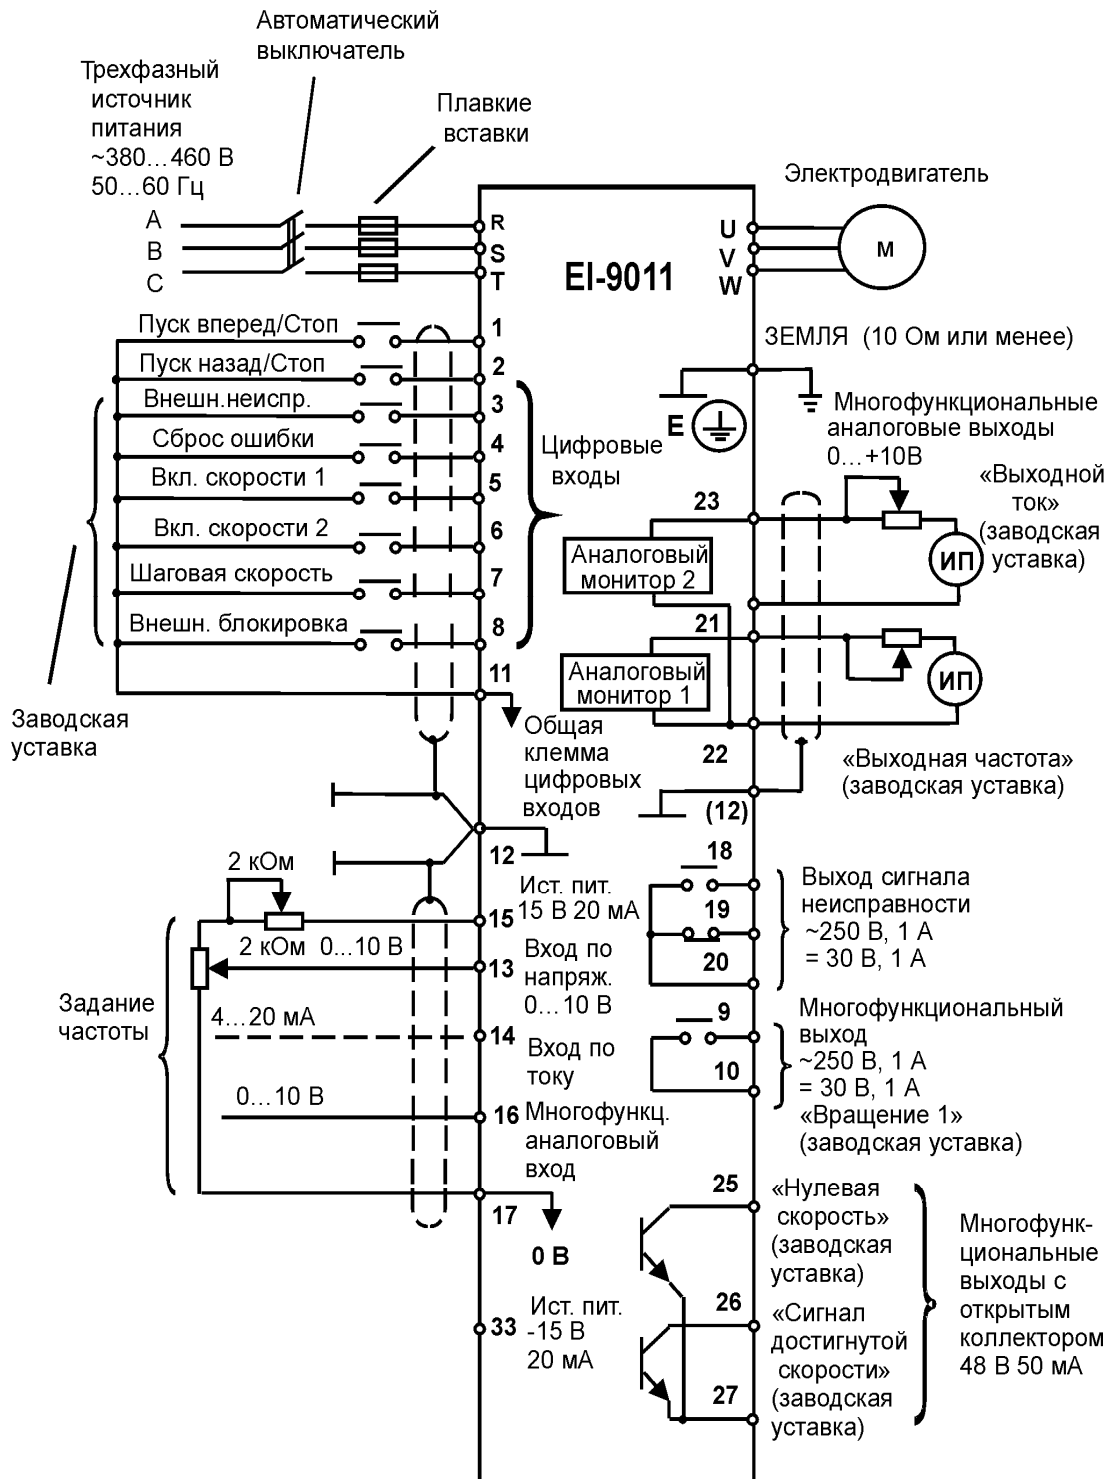 Автоматический
выключатель
Трехфазный
источник
питания
~380...460 В
50...60 Гц
Плавкие
вставки
Электродвигатель
A
B
C
R
S
T
EI-9011
U
V
W
М
Пуск вперед/Стоп
1
Пуск назад/Стоп
2
Внешн.неиспр.
3
Сброс ошибки
4
Вкл. скорости 1
5
Вкл. скорости 2
6
Шаговая скорость
7
Внешн. блокировка
8
11
Цифровые
входы
Заводская
уставка
Общая
клемма
цифровых
входов
ЗЕМЛЯ (10 Ом или менее)
E
Многофункциональные
аналоговые выходы
0...+10В
«Выходной
ток»
(заводская
уставка)
23
Аналоговый
монитор 2
ИП
21
Аналоговый
монитор 1
ИП
22
«Выходная частота»
(заводская уставка)
(12)
12
2 кОм
Ист. пит.
15 В 20 мА
15
2 кОм 0...10 В
13
Вход по
напряж.
0...10 В
Задание
частоты
4...20 мА
14
Вход по
току
0...10 В
16
Многофункц.
аналоговый
вход
17
0 В
33
Ист. пит.
-15 В
20 мА
18
19
20
Выход сигнала
неисправности
~250 В, 1 А
= 30 В, 1 А
9
10
Многофункциональный
выход
~250 В, 1 А
= 30 В, 1 А
«Вращение 1»
(заводская уставка)
25
«Нулевая
скорость»
(заводская
уставка)
26
«Сигнал
достигнутой
скорости»
(заводская
уставка)
27
Многофунк-
циональные
выходы с
открытым
коллектором
48 В 50 мА